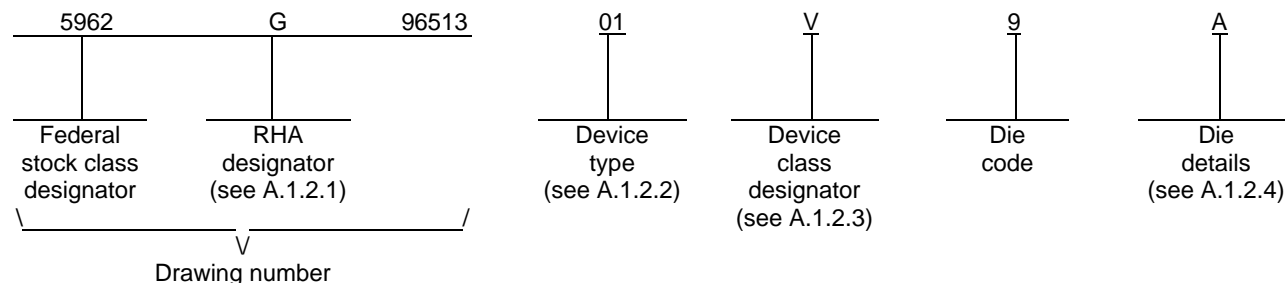 5962 G 96513 01 V 9 A
Federal stock class designator
RHA designator (see A.1.2.1)
Device type (see A.1.2.2)
Device class designator (see A.1.2.3)
Die code
Die details (see A.1.2.4)
Drawing number